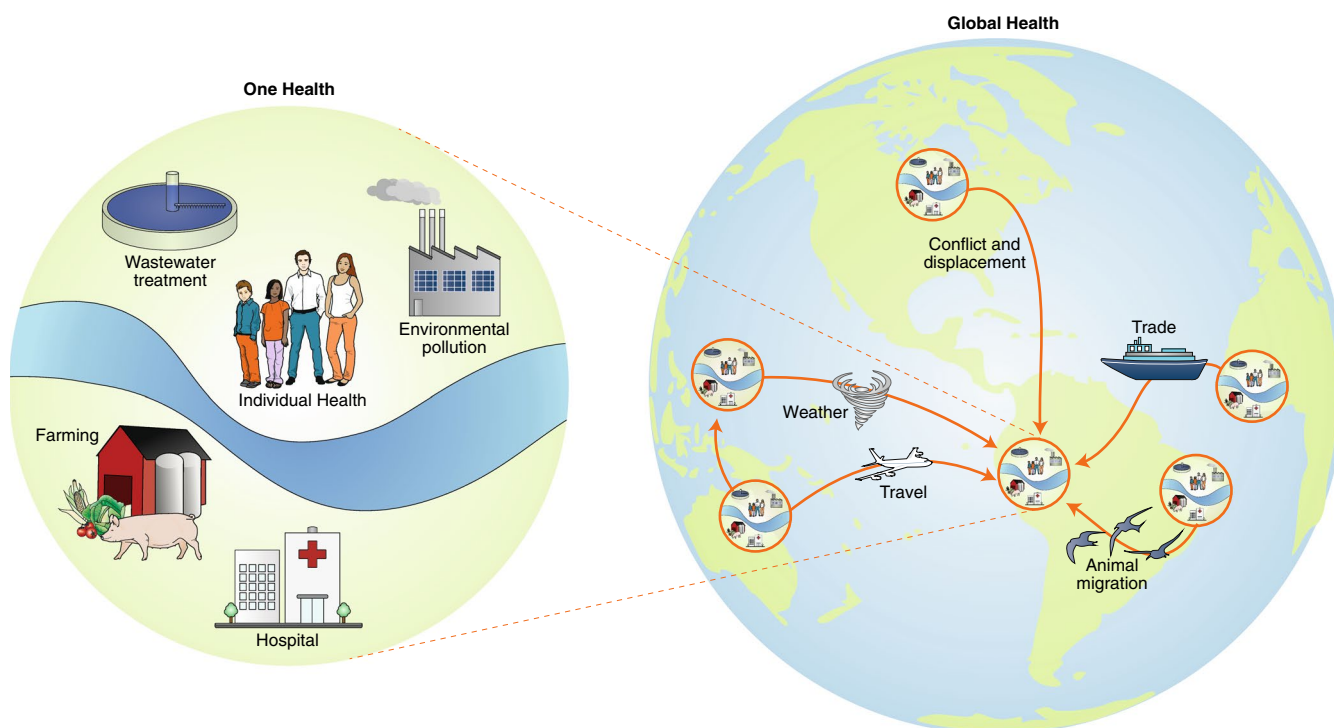 One Health
Wastewater
treatment
Environmental
pollution
Individual Health
Farming
Hospital
Global Health
Conflict and
displacement
Trade
Weather
Travel
Animal
migration